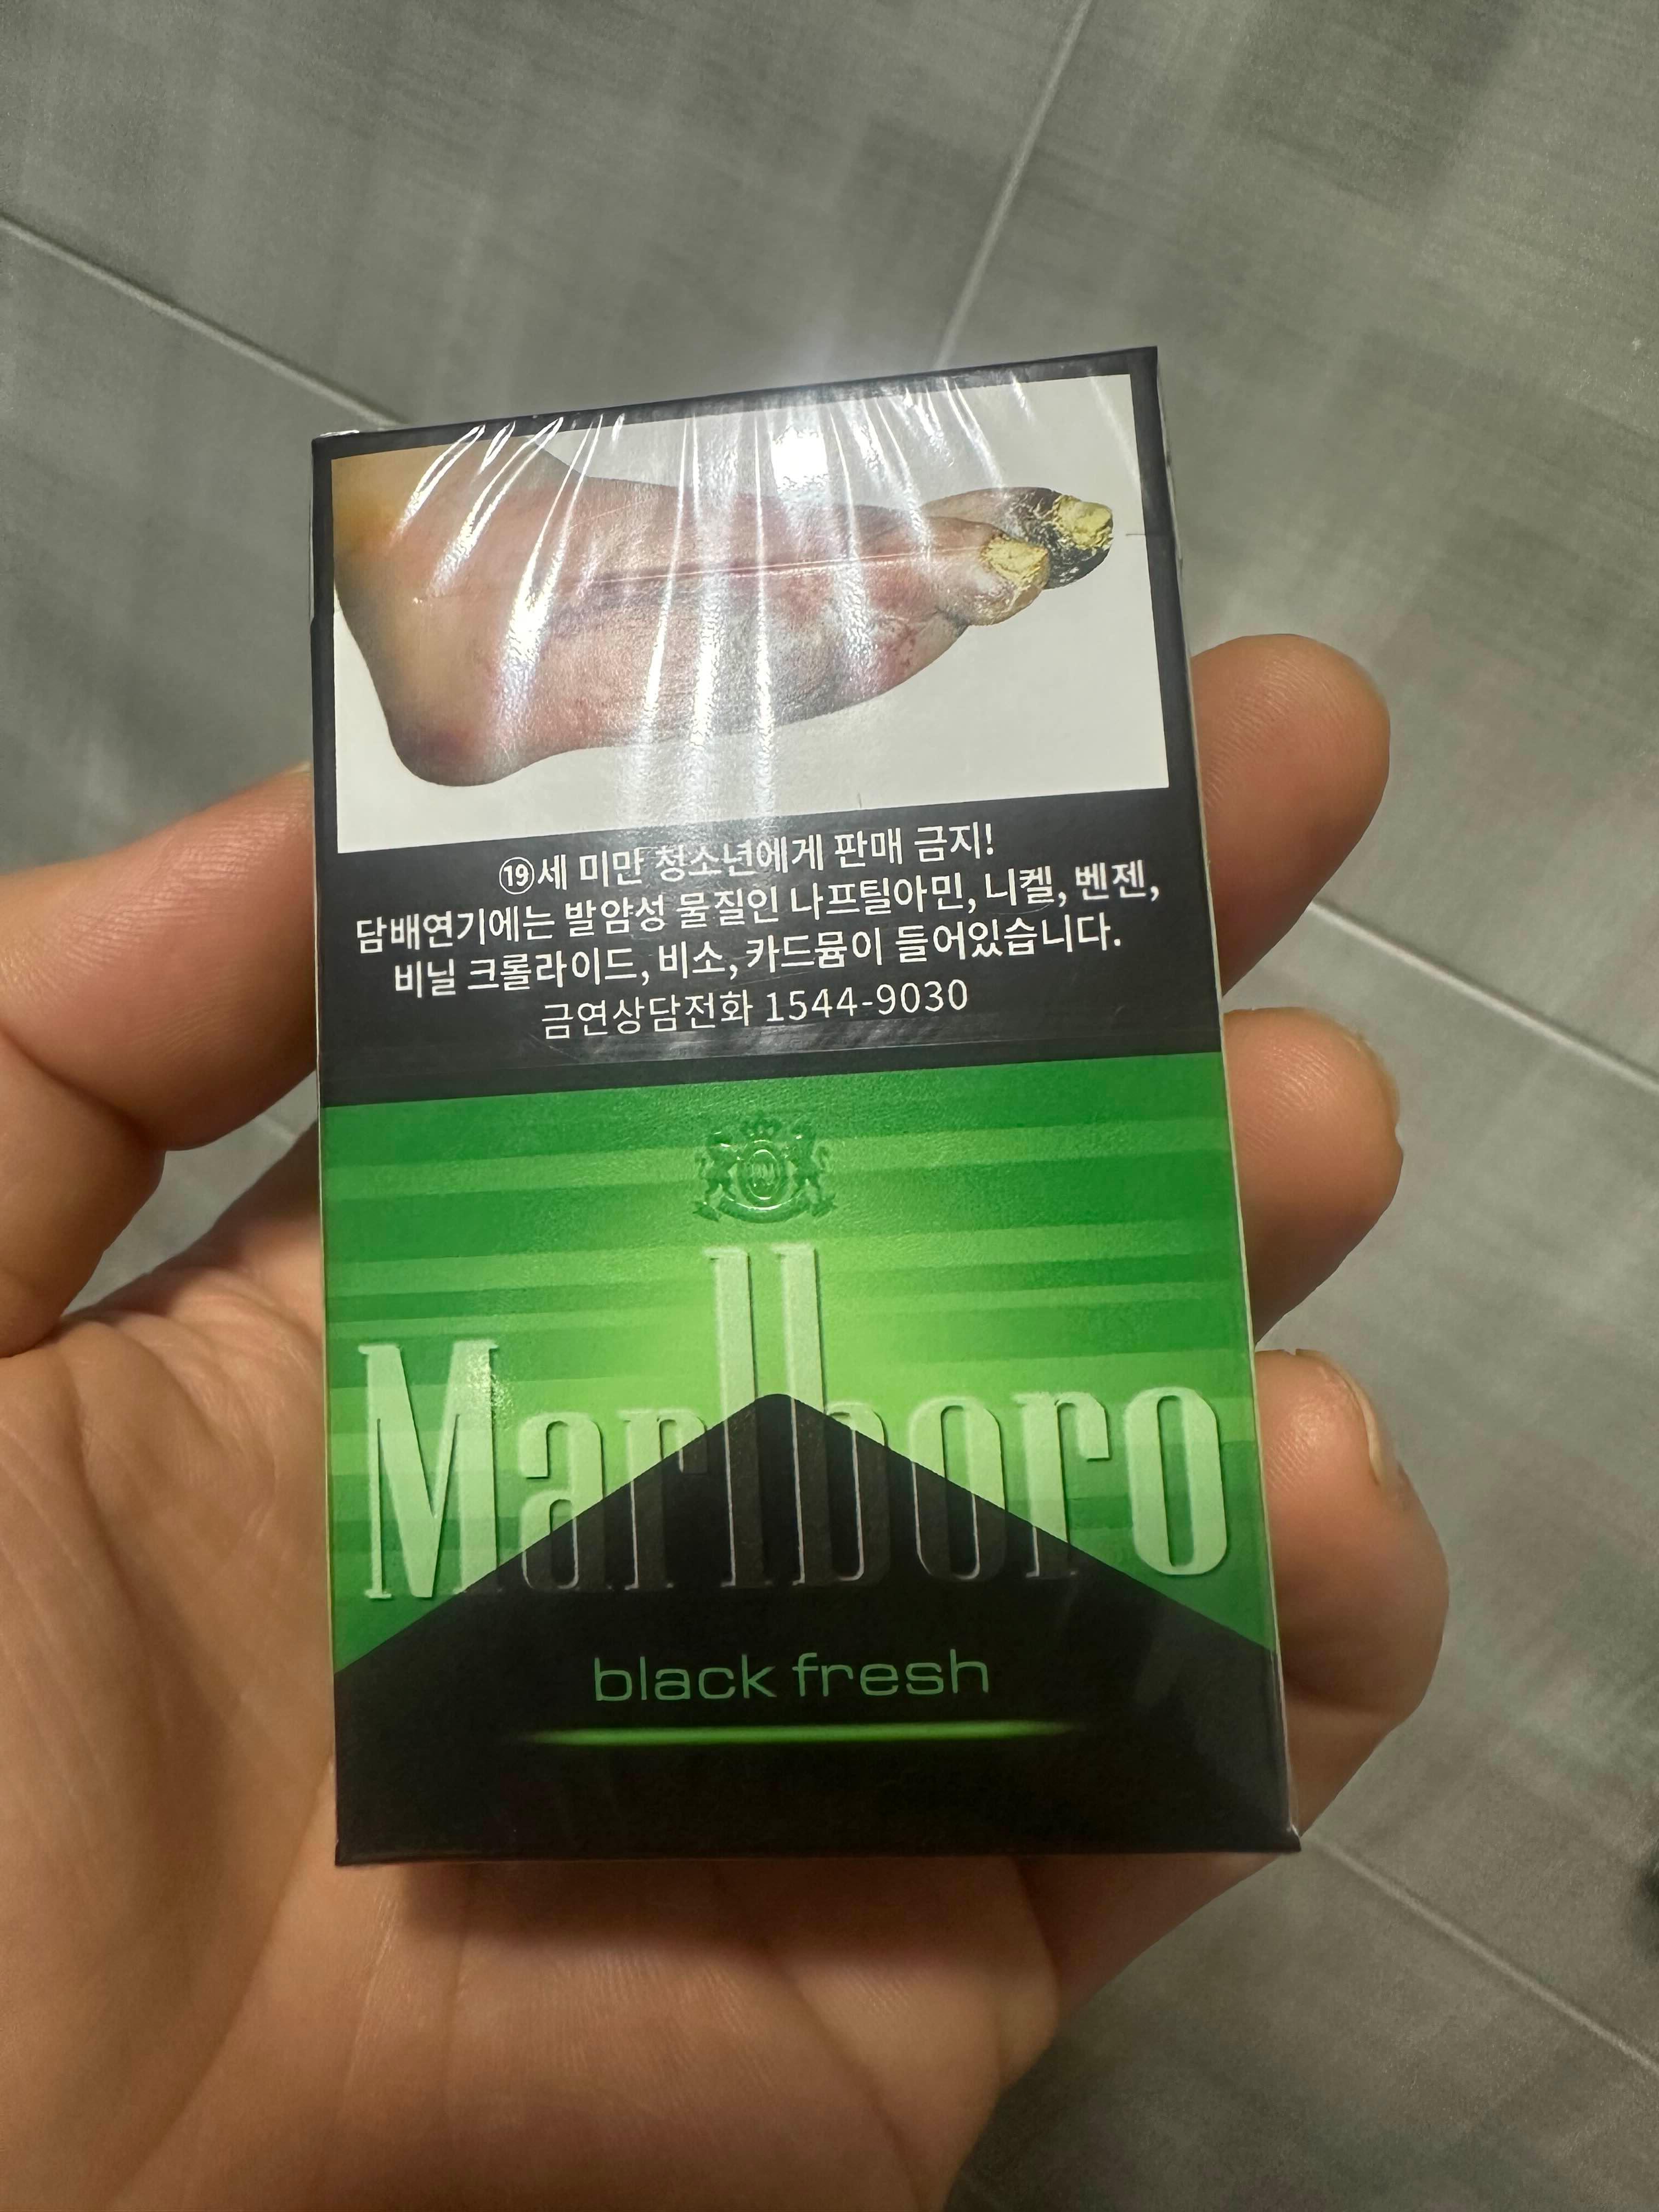 ⑲세 미만 청소년에게 판매 금지!
담배연기에는 발암성 물질인 나프틸아민, 니켈, 벤젠,
비닐 크롤라이드, 비소, 카드뮴이 들어있습니다.
금연상담전화 1544-9030
Marlboro
black fresh